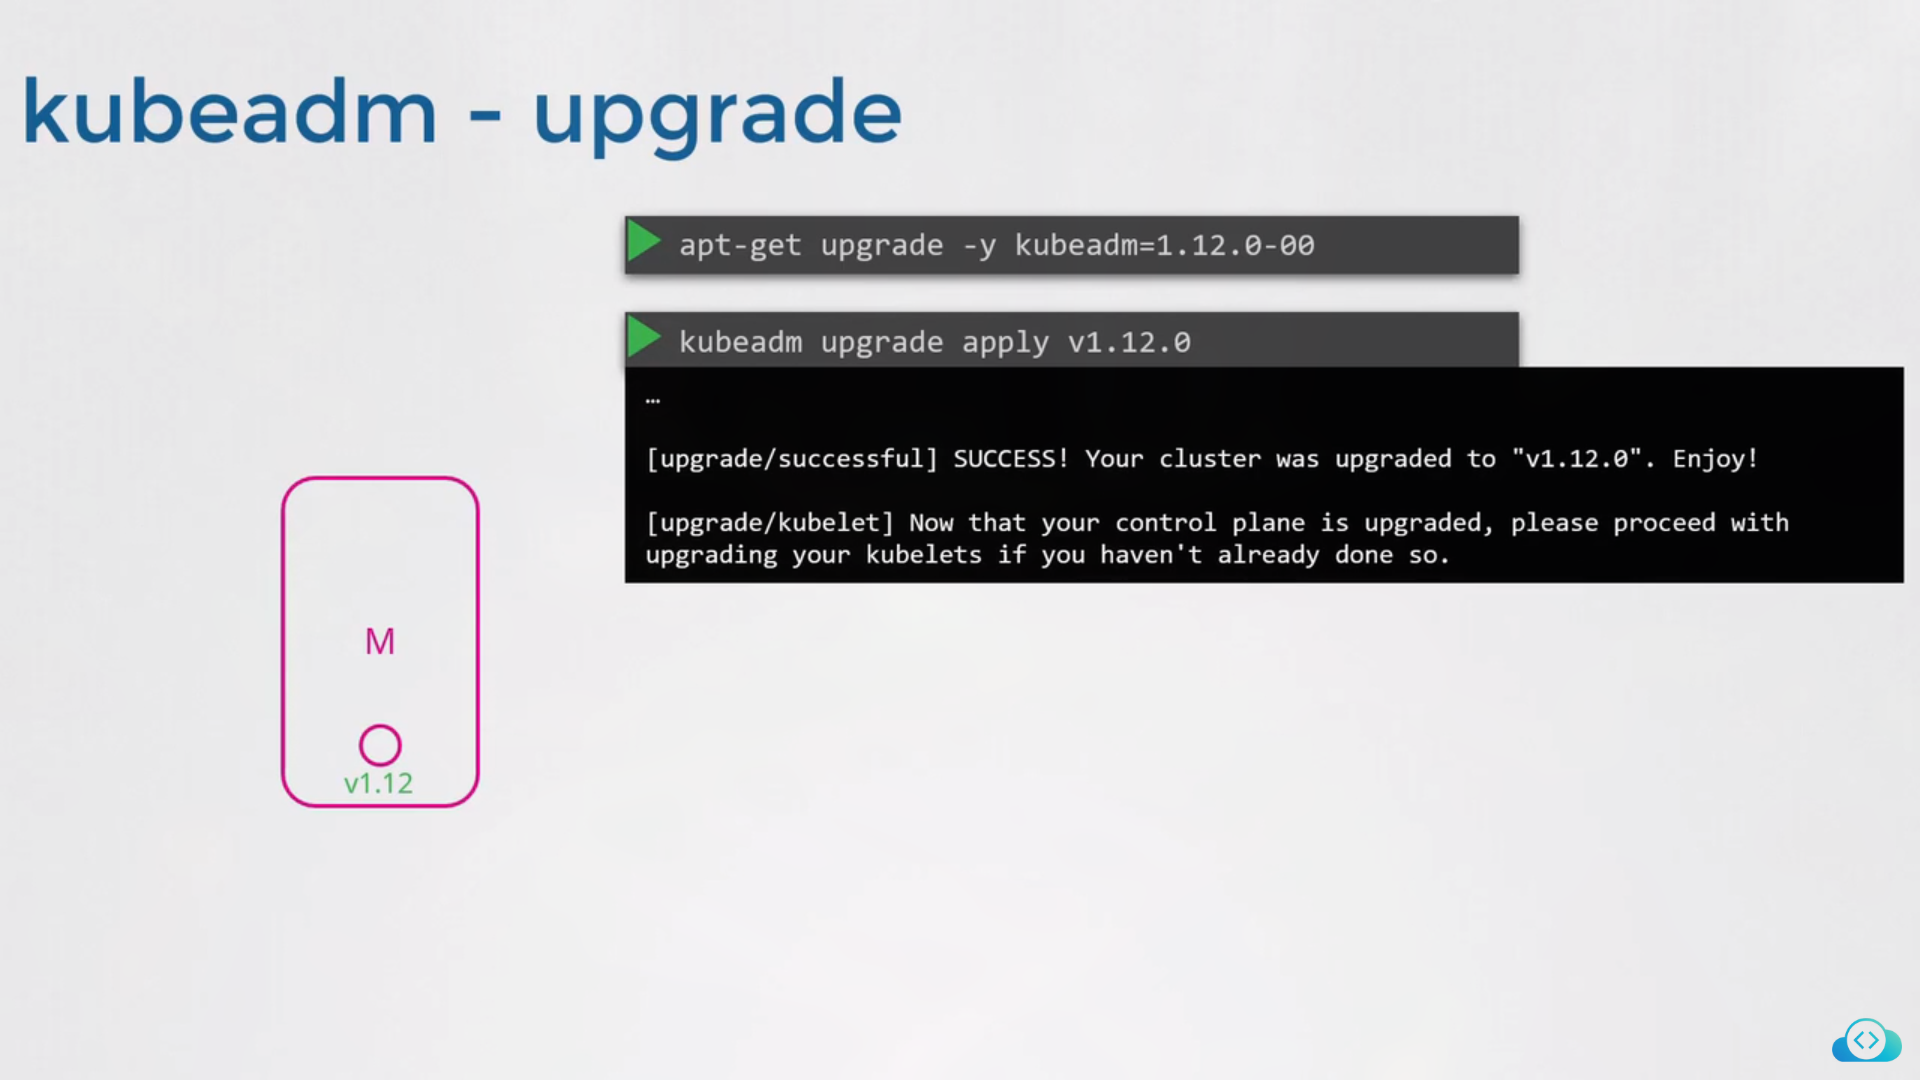 kubeadm - upgrade
apt-get upgrade -y kubeadm=1.12.0-00
kubeadm upgrade apply v1.12.0
…
[upgrade/successful] SUCCESS! Your cluster was upgraded to "v1.12.0". Enjoy!
[upgrade/kubelet] Now that your control plane is upgraded, please proceed with
upgrading your kubelets if you haven't already done so.
M
v1.12